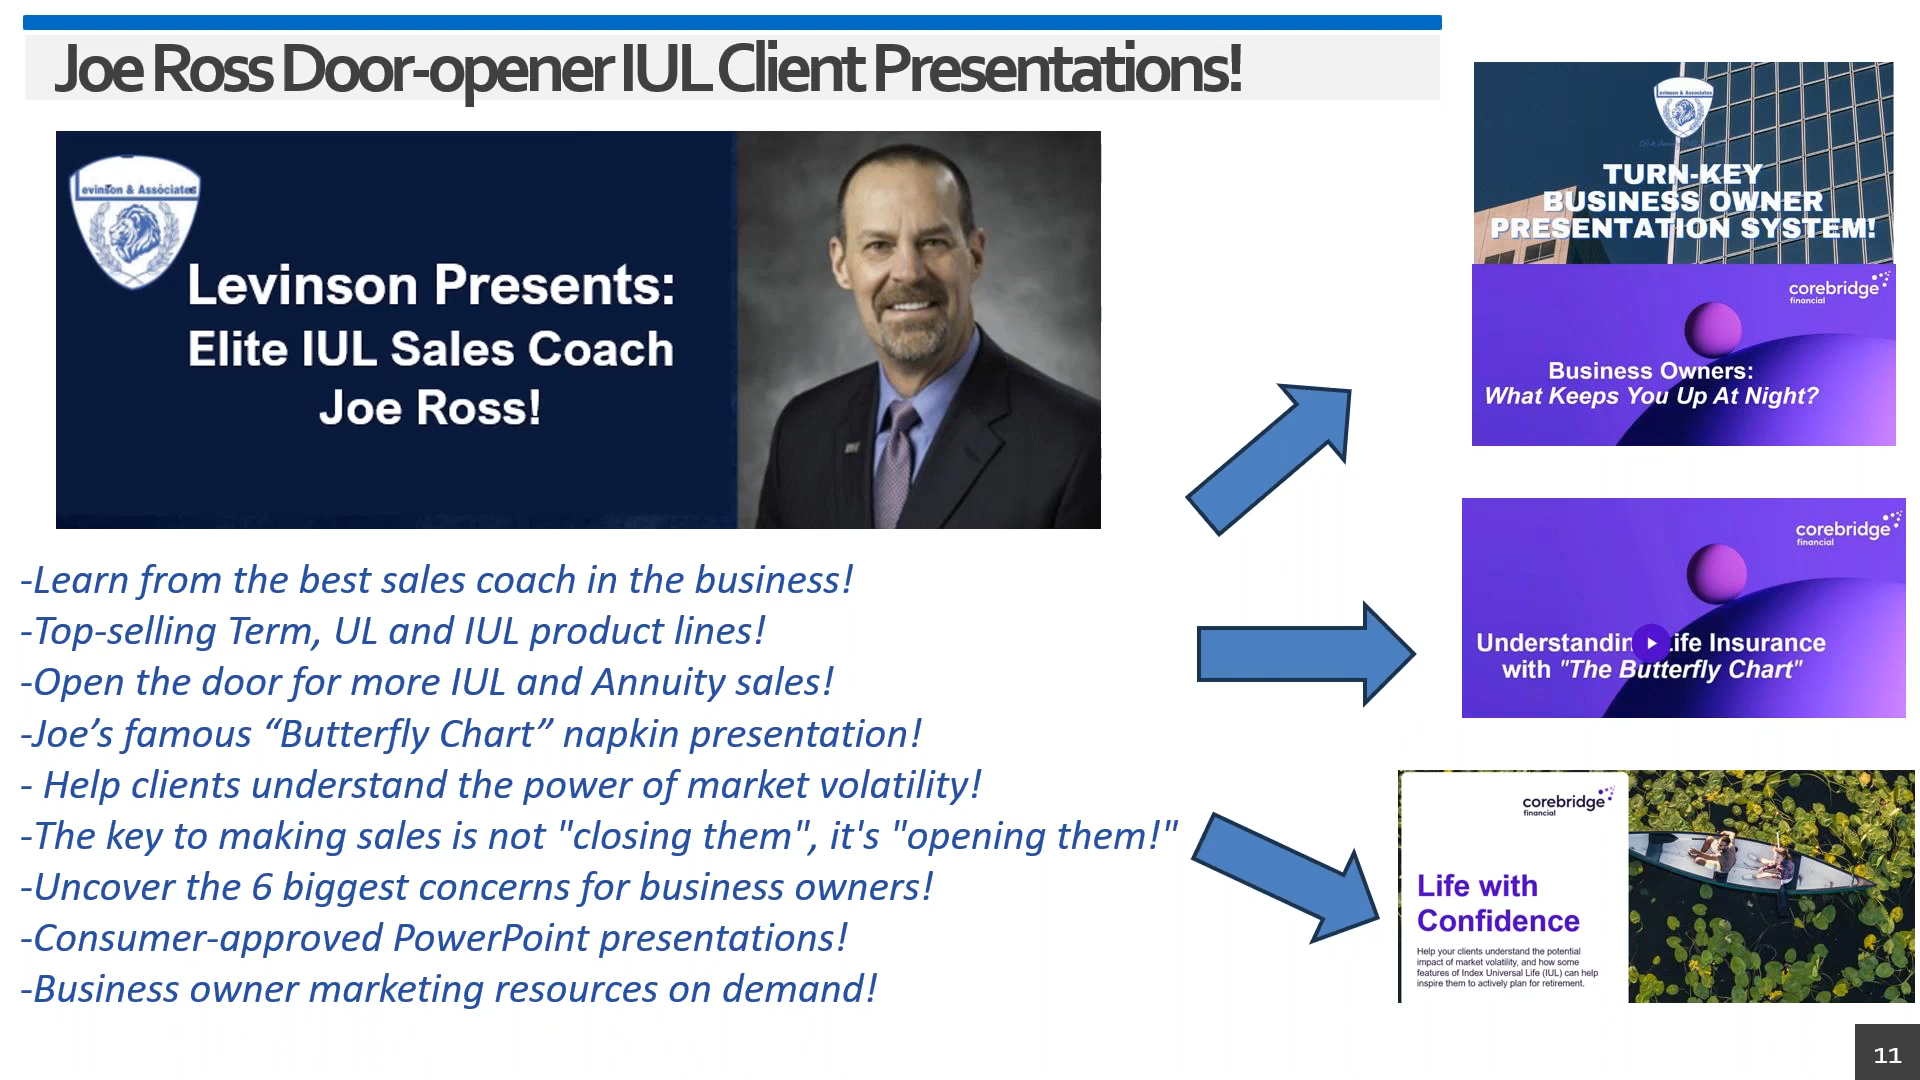 Joe Ross Door-opener IUL Client Presentations!
evinson & Associates
Levinson Presents:
Elite IUL Sales Coach
Joe Ross!
-Learn from the best sales coach in the business!
-Top-selling Term, UL and IUL product lines!
-Open the door for more IUL and Annuity sales!
-Joe’s famous “Butterfly Chart” napkin presentation!
- Help clients understand the power of market volatility!
-The key to making sales is not "closing them", it's "opening them!"
-Uncover the 6 biggest concerns for business owners!
-Consumer-approved PowerPoint presentations!
-Business owner marketing resources on demand!
evinson & Associates
TURN-KEY
BUSINESS OWNER
PRESENTATION SYSTEM!
corebridge
financial
Business Owners:
What Keeps You Up At Night?
corebridge
financial
Understandin ife Insurance
with "The Butterfly Chart"
corebridge
financial
Life with
Confidence
Help your clients understand the potential
impact of market volatility, and how some
features of Index Universal Life (IUL) can help
inspire them to actively plan for retirement.
11